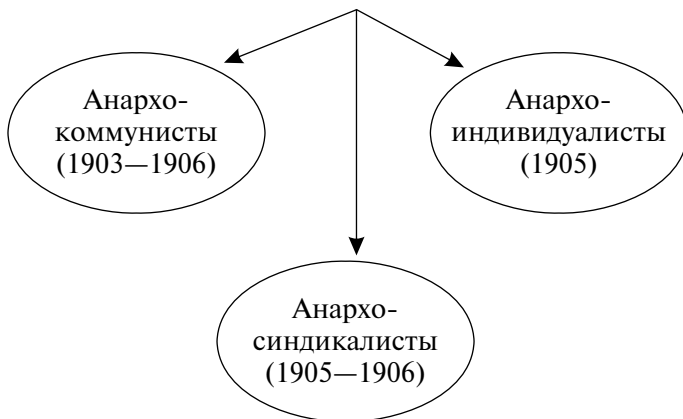 Анархо-
коммунисты
(1903—1906)
Анархо-
индивидуалисты
(1905)
Анархо-
синдикалисты
(1905—1906)